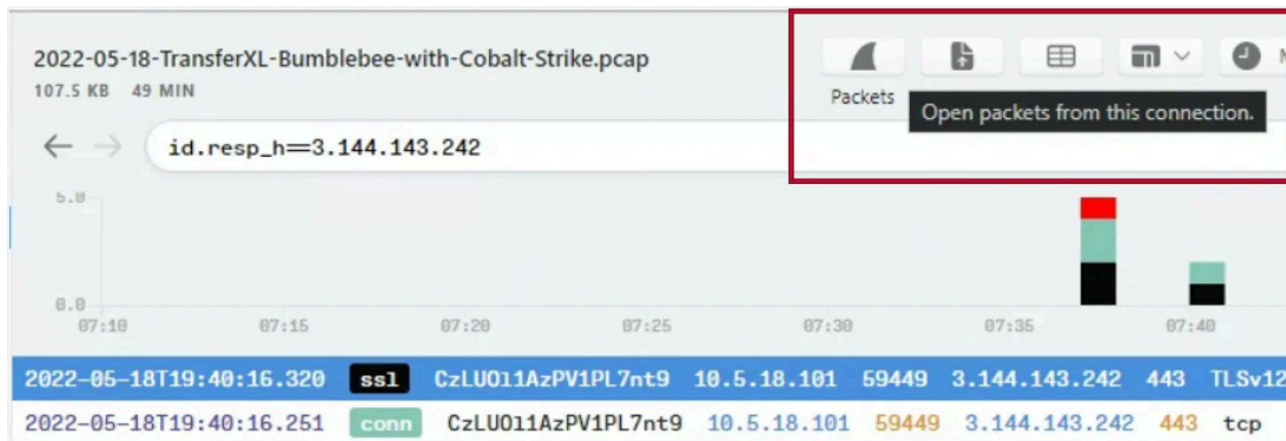 2022-05-18-TransferXL-Bumblebee-with-Cobalt-Strike.pcap
107.5 KB 49 MIN
Packets
Open packets from this connection.
id.resp_h==3.144.143.242
5.0
0.0
07:10 07:15 07:20 07:25 07:30 07:35 07:40
2022-05-18T19:40:16.320 ssl CzLUOl1AzPV1PL7nt9 10.5.18.101 59449 3.144.143.242 443 TLSv12
2022-05-18T19:40:16.251 conn CzLUOl1AzPV1PL7nt9 10.5.18.101 59449 3.144.143.242 443 tcp